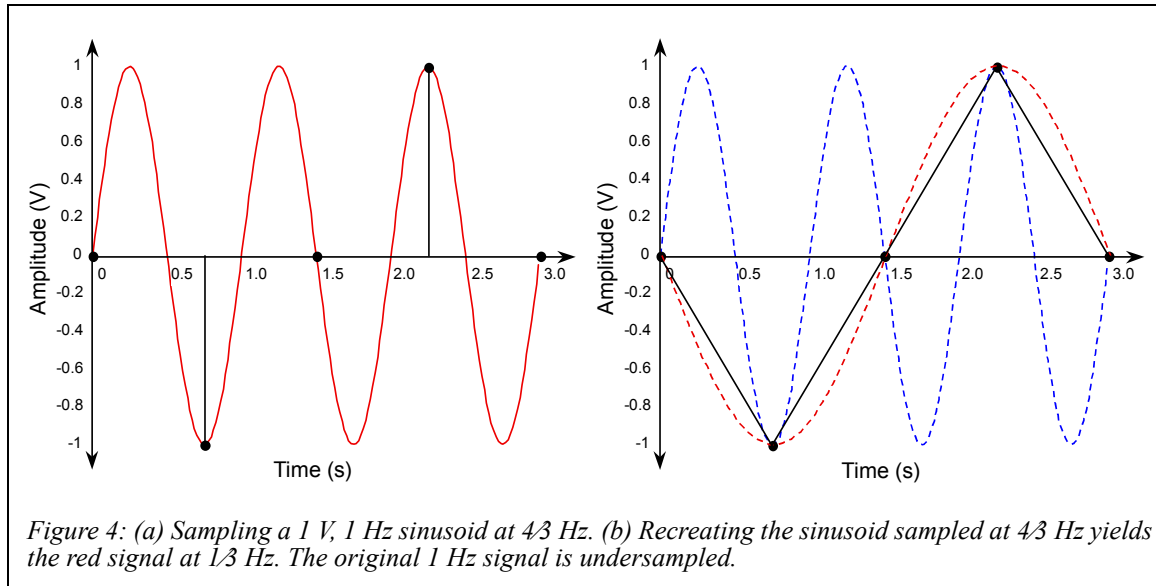 1
0.8
0.6
0.4
0.2
0
-0.2
-0.4
-0.6
-0.8
-1
Amplitude (V)
0 0.5 1.0 1.5 2.0 2.5 3.0
Time (s)
1
0.8
0.6
0.4
0.2
0
-0.2
-0.4
-0.6
-0.8
-1
Amplitude (V)
0 0.5 1.0 1.5 2.0 2.5 3.0
Time (s)
Figure 4: (a) Sampling a 1 V, 1 Hz sinusoid at 4⁄3 Hz. (b) Recreating the sinusoid sampled at 4⁄3 Hz yields
the red signal at 1⁄3 Hz. The original 1 Hz signal is undersampled.